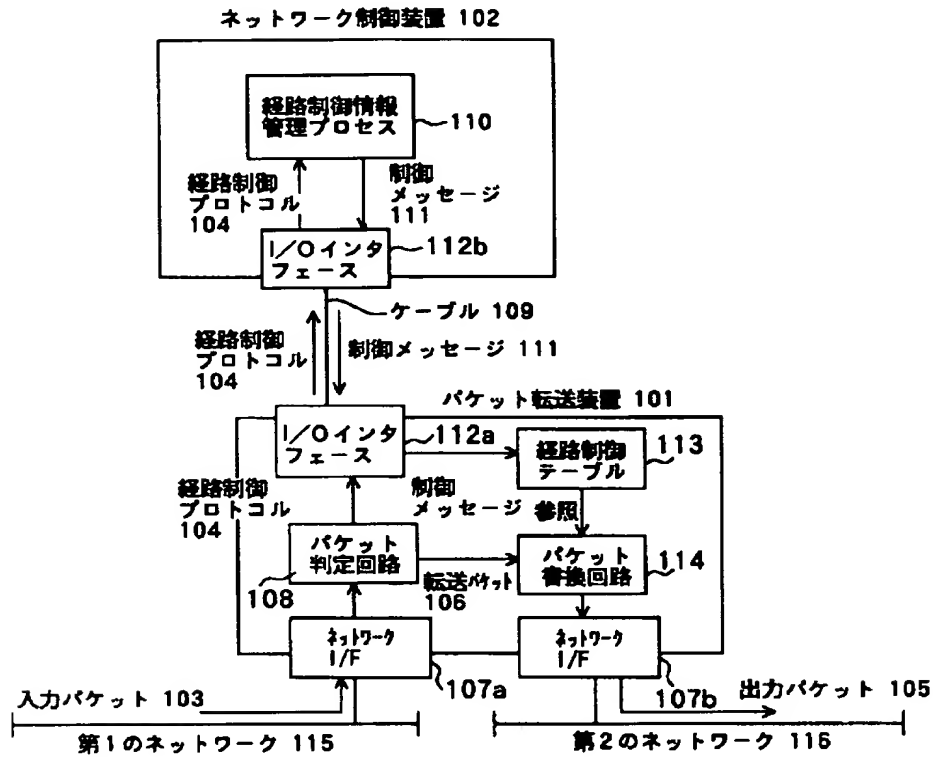 ネットワーク制御装置 102
経路制御情報
管理プロセス
110
経路制御
プロトコル
104
制御
メッセージ
111
I/Oインタ
フェース
112b
ケーブル 109
経路制御
プロトコル
104
制御メッセージ 111
パケット転送装置 101
I/Oインタ
フェース
112a
経路制御
テーブル
113
経路制御
プロトコル
104
制御
メッセージ
参照
パケット
判定回路
108
転送パケット
106
パケット
書換回路
114
ネットワーク
I/F
107a
ネットワーク
I/F
107b
入力パケット 103
出力パケット 105
第1のネットワーク 115
第2のネットワーク 116